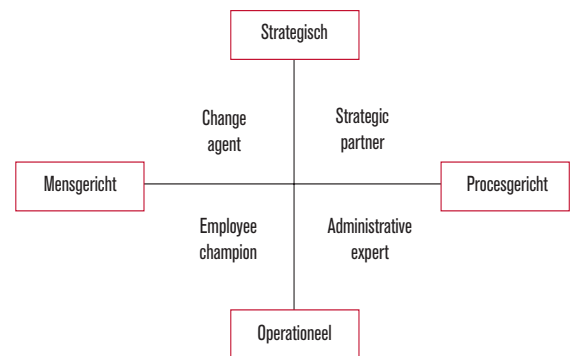 Strategisch
Change
agent
Strategic
partner
Mensgericht
Procesgericht
Employee
champion
Administrative
expert
Operationeel